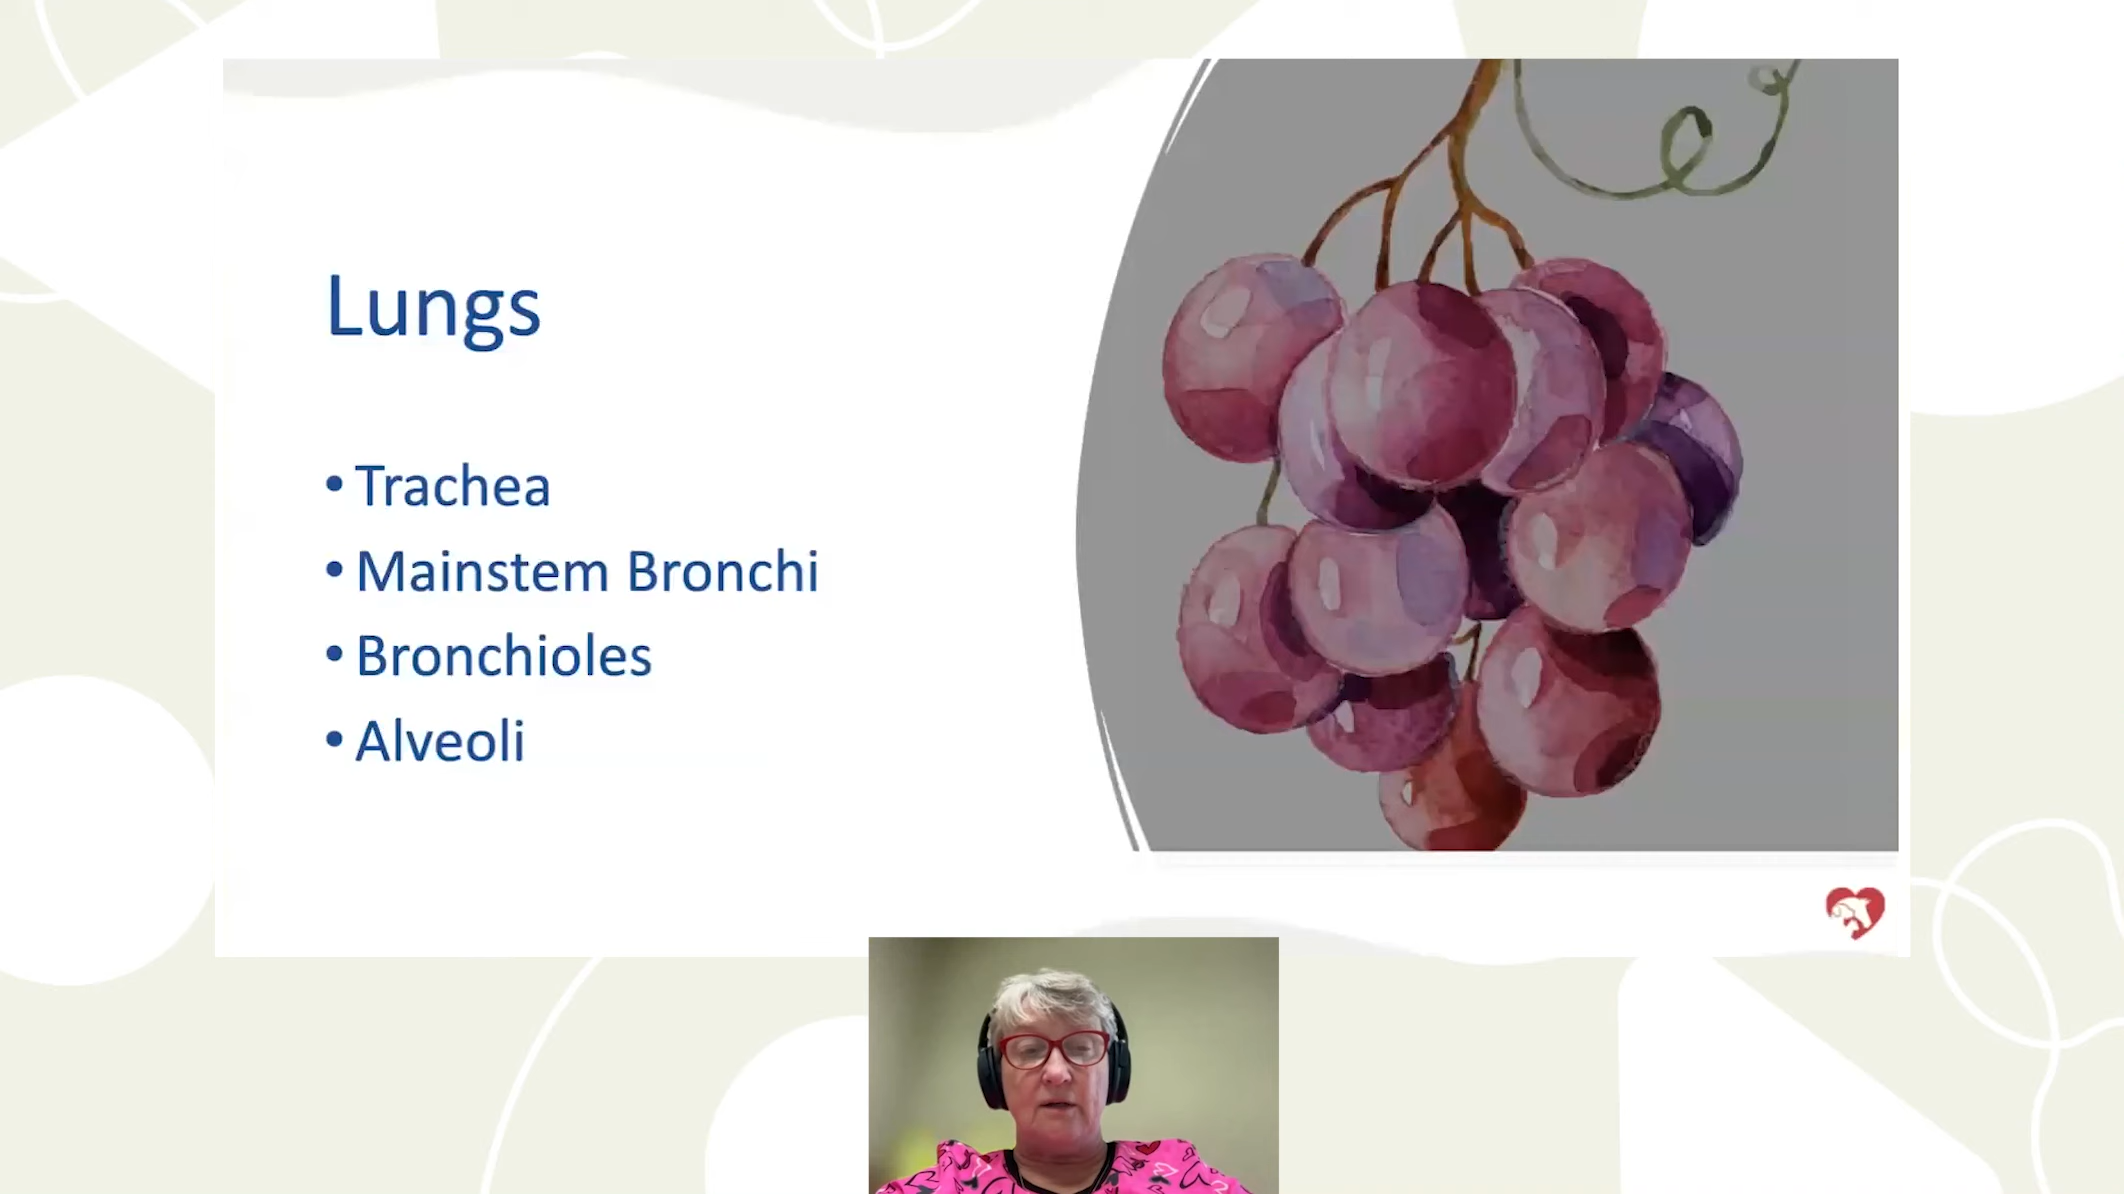 Lungs
• Trachea
• Mainstem Bronchi
• Bronchioles
• Alveoli